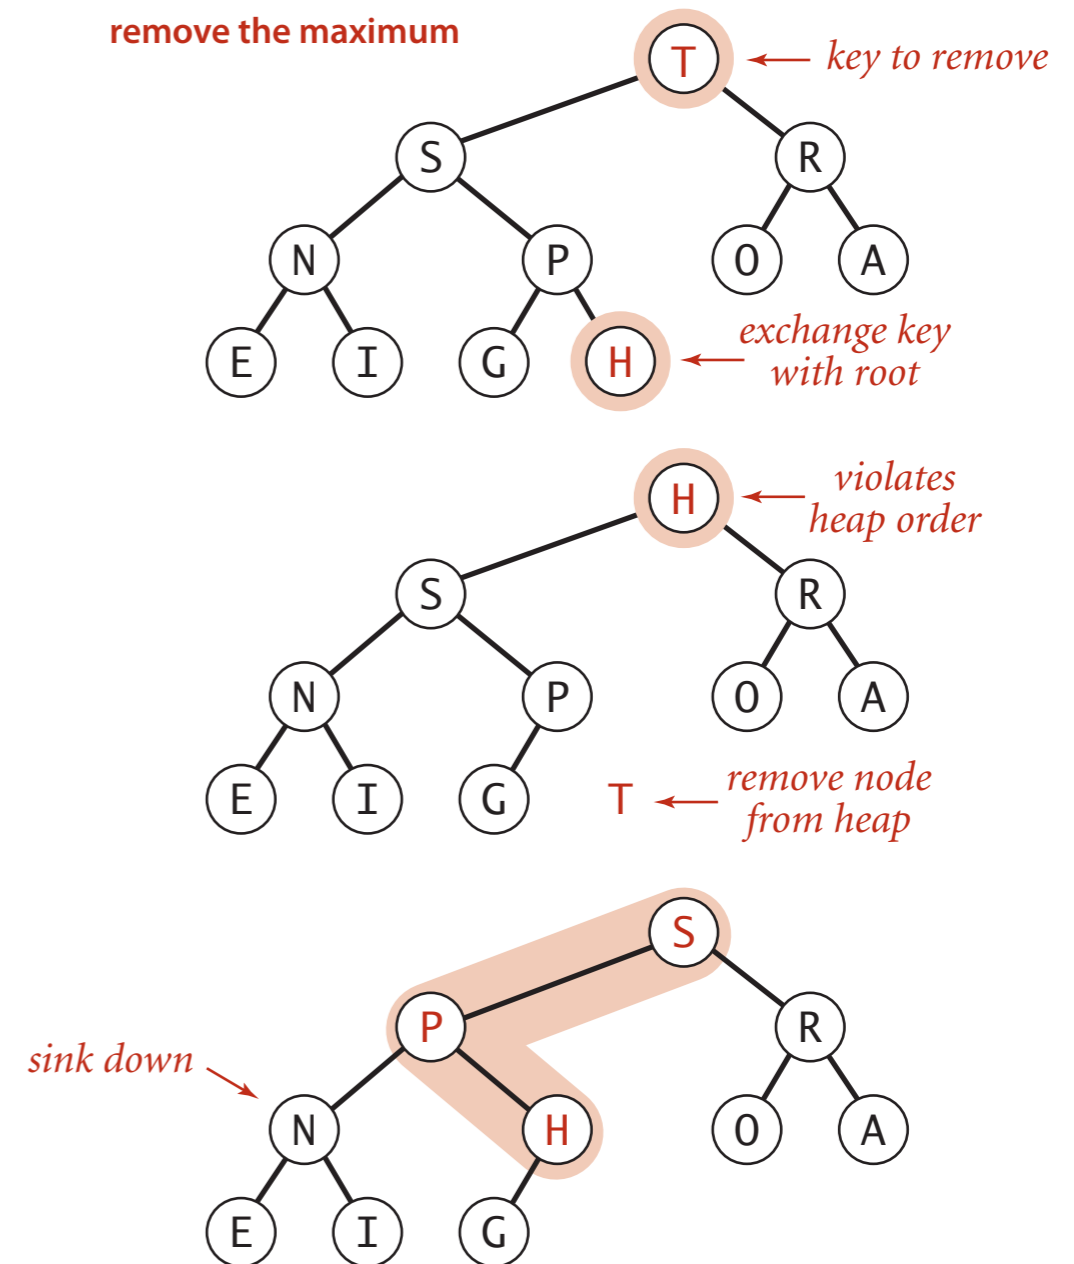 remove the maximum
T
key to remove
S
R
N
P
O
A
E
I
G
H
exchange key
with root
H
violates
heap order
S
R
N
P
O
A
E
I
G
T
remove node
from heap
S
P
R
sink down
N
H
O
A
E
I
G